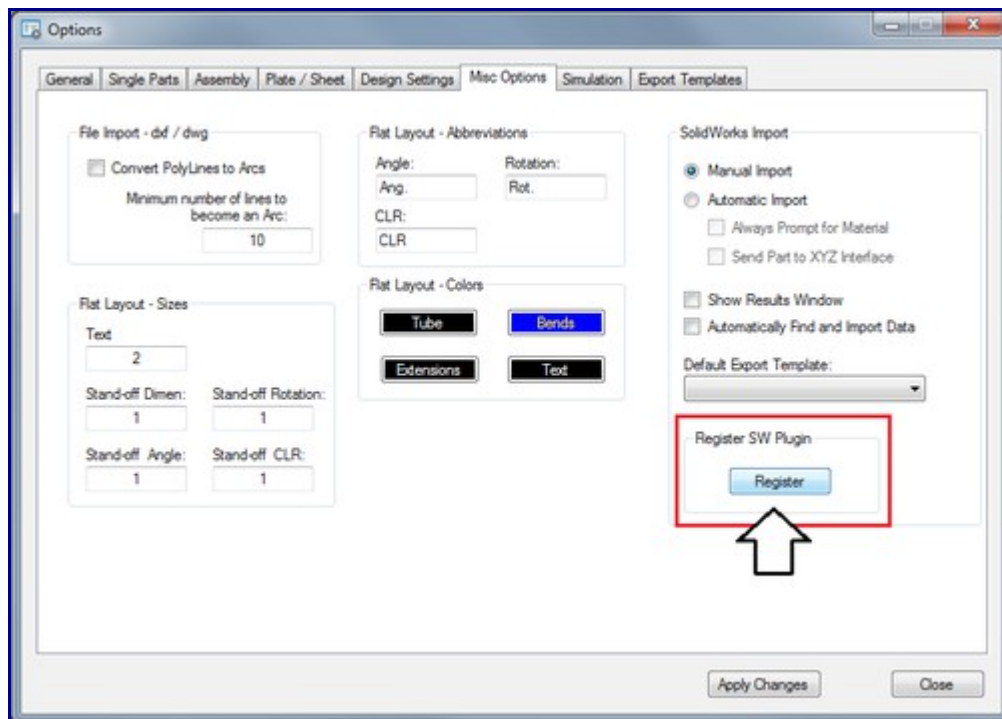 Options
General Single Parts Assembly Plate / Sheet Design Settings Misc Options Simulation Export Templates
File Import - dxf / dwg
Convert PolyLines to Arcs
Minimum number of lines to
become an Arc:
10
Flat Layout - Sizes
Text
2
Stand-off Dimen: Stand-off Rotation:
1 1
Stand-off Angle: Stand-off CLR:
1 1
Flat Layout - Abbreviations
Angle: Rotation:
Ang. Rot.
CLR:
CLR
Flat Layout - Colors
Tube Bends
Extensions Text
SolidWorks Import
Manual Import
Automatic Import
Always Prompt for Material
Send Part to XYZ Interface
Show Results Window
Automatically Find and Import Data
Default Export Template:
Register SW Plugin
Register
Apply Changes Close